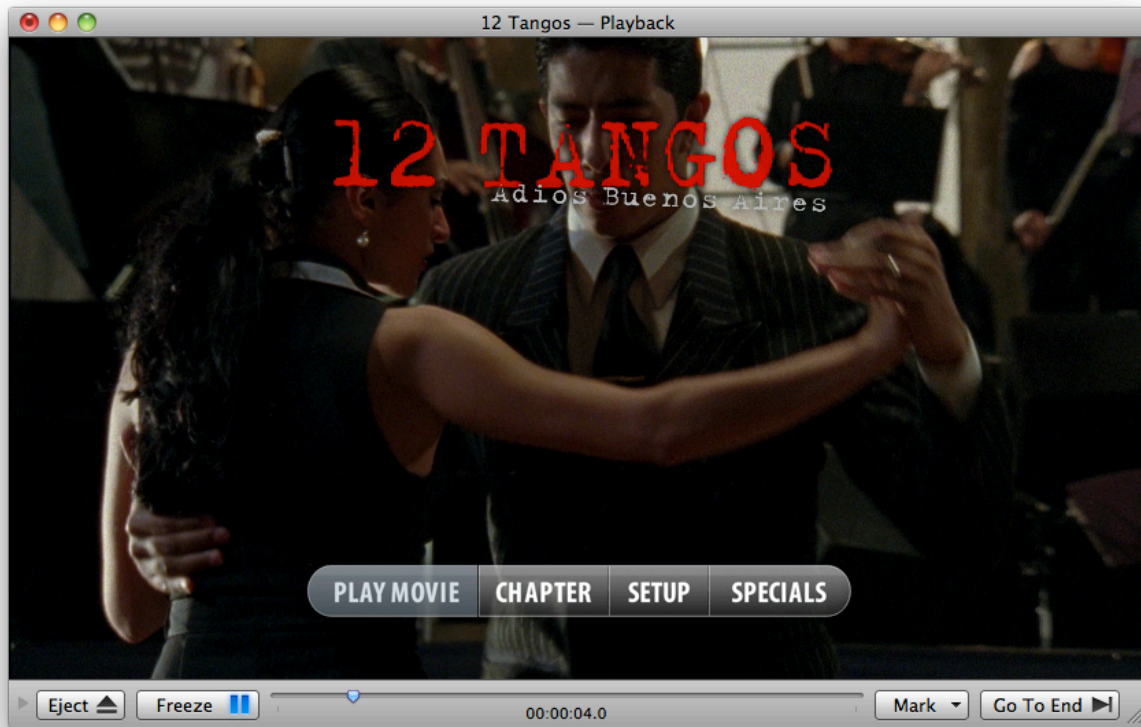 12 Tangos — Playback
12 TANGOS
Adios Buenos Aires
PLAY MOVIE CHAPTER SETUP SPECIALS
Eject Freeze 00:00:04.0 Mark Go To End